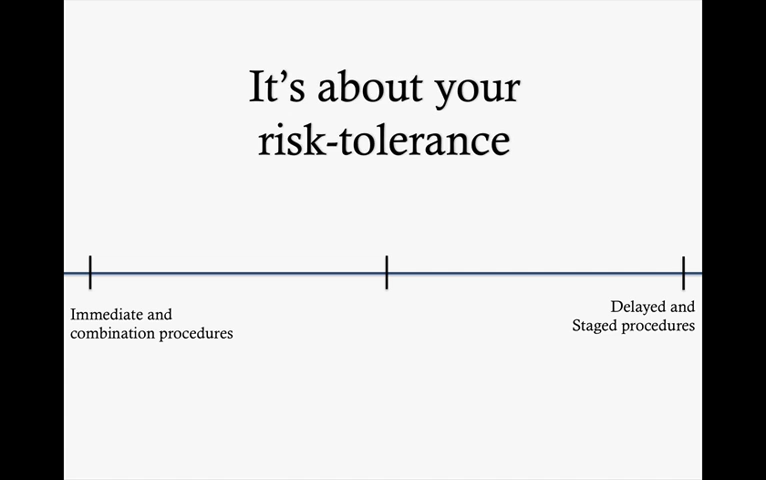 It's about your
risk-tolerance
Immediate and
combination procedures
Delayed and
Staged procedures